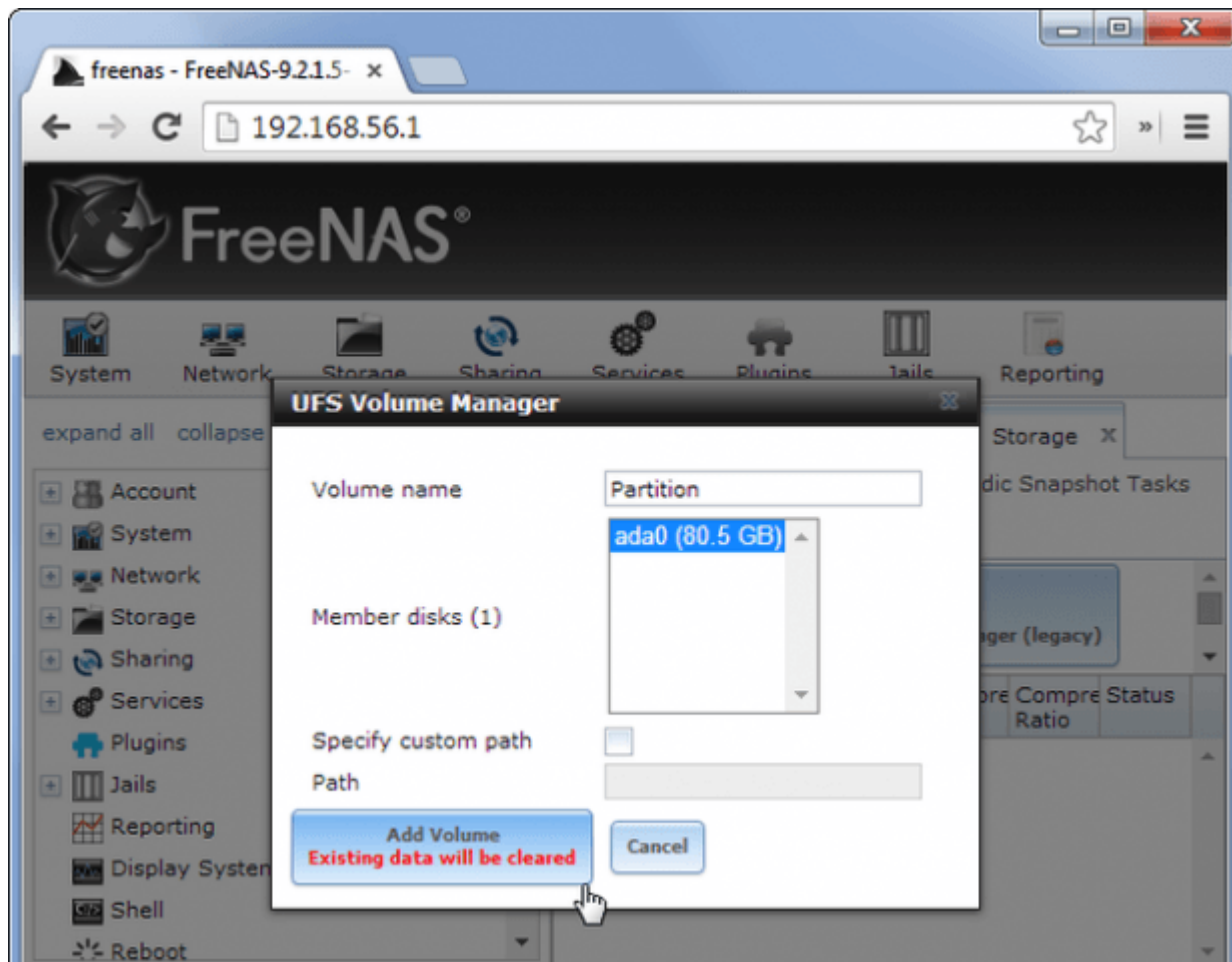 freenas - FreeNAS-9.2.1.5-
192.168.56.1
FreeNAS®
System Network Storage Sharing Services Plugins Jails Reporting
UFS Volume Manager
expand all collapse
Storage
dic Snapshot Tasks
Account
System
Network
Storage
Sharing
Services
Plugins
Jails
Reporting
Display System
Shell
Reboot
Volume name Partition
ada0 (80.5 GB)
Member disks (1)
Specify custom path
Path
Add Volume
Existing data will be cleared
Cancel
ager (legacy)
Compre Status
Ratio